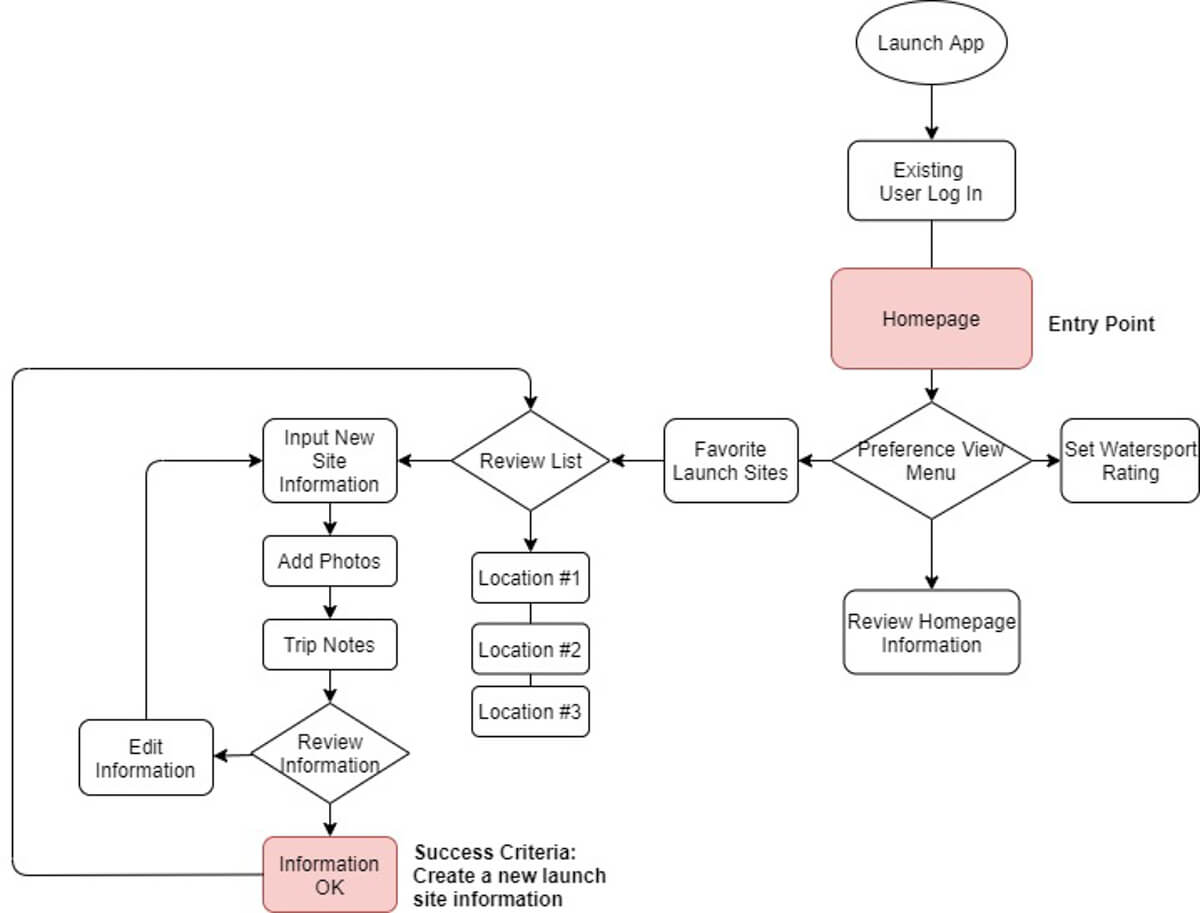 Launch App
Existing
User Log In
Homepage
Entry Point
Preference View
Menu
Set Watersport
Rating
Favorite
Launch Sites
Review List
Input New
Site
Information
Add Photos
Trip Notes
Review
Information
Edit
Information
Information
OK
Success Criteria:
Create a new launch
site information
Location #1
Location #2
Location #3
Review Homepage
Information